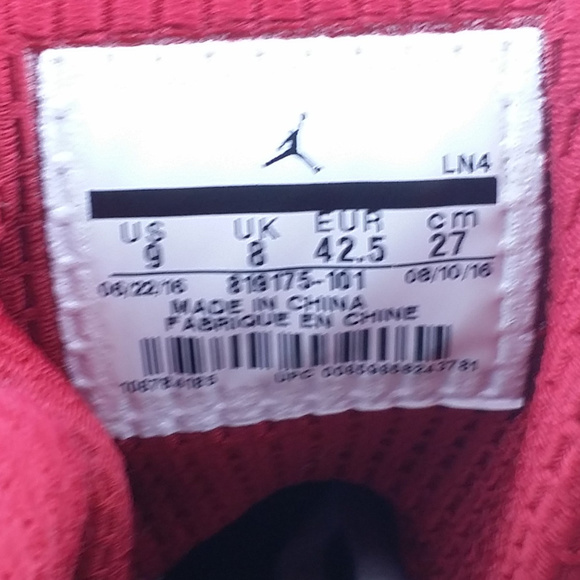 LN4
US UK EUR cm
9 8 42.5 27
06/22/16 819175-101 08/10/16
MADE IN CHINA
FABRIQUE EN CHINE
UPC